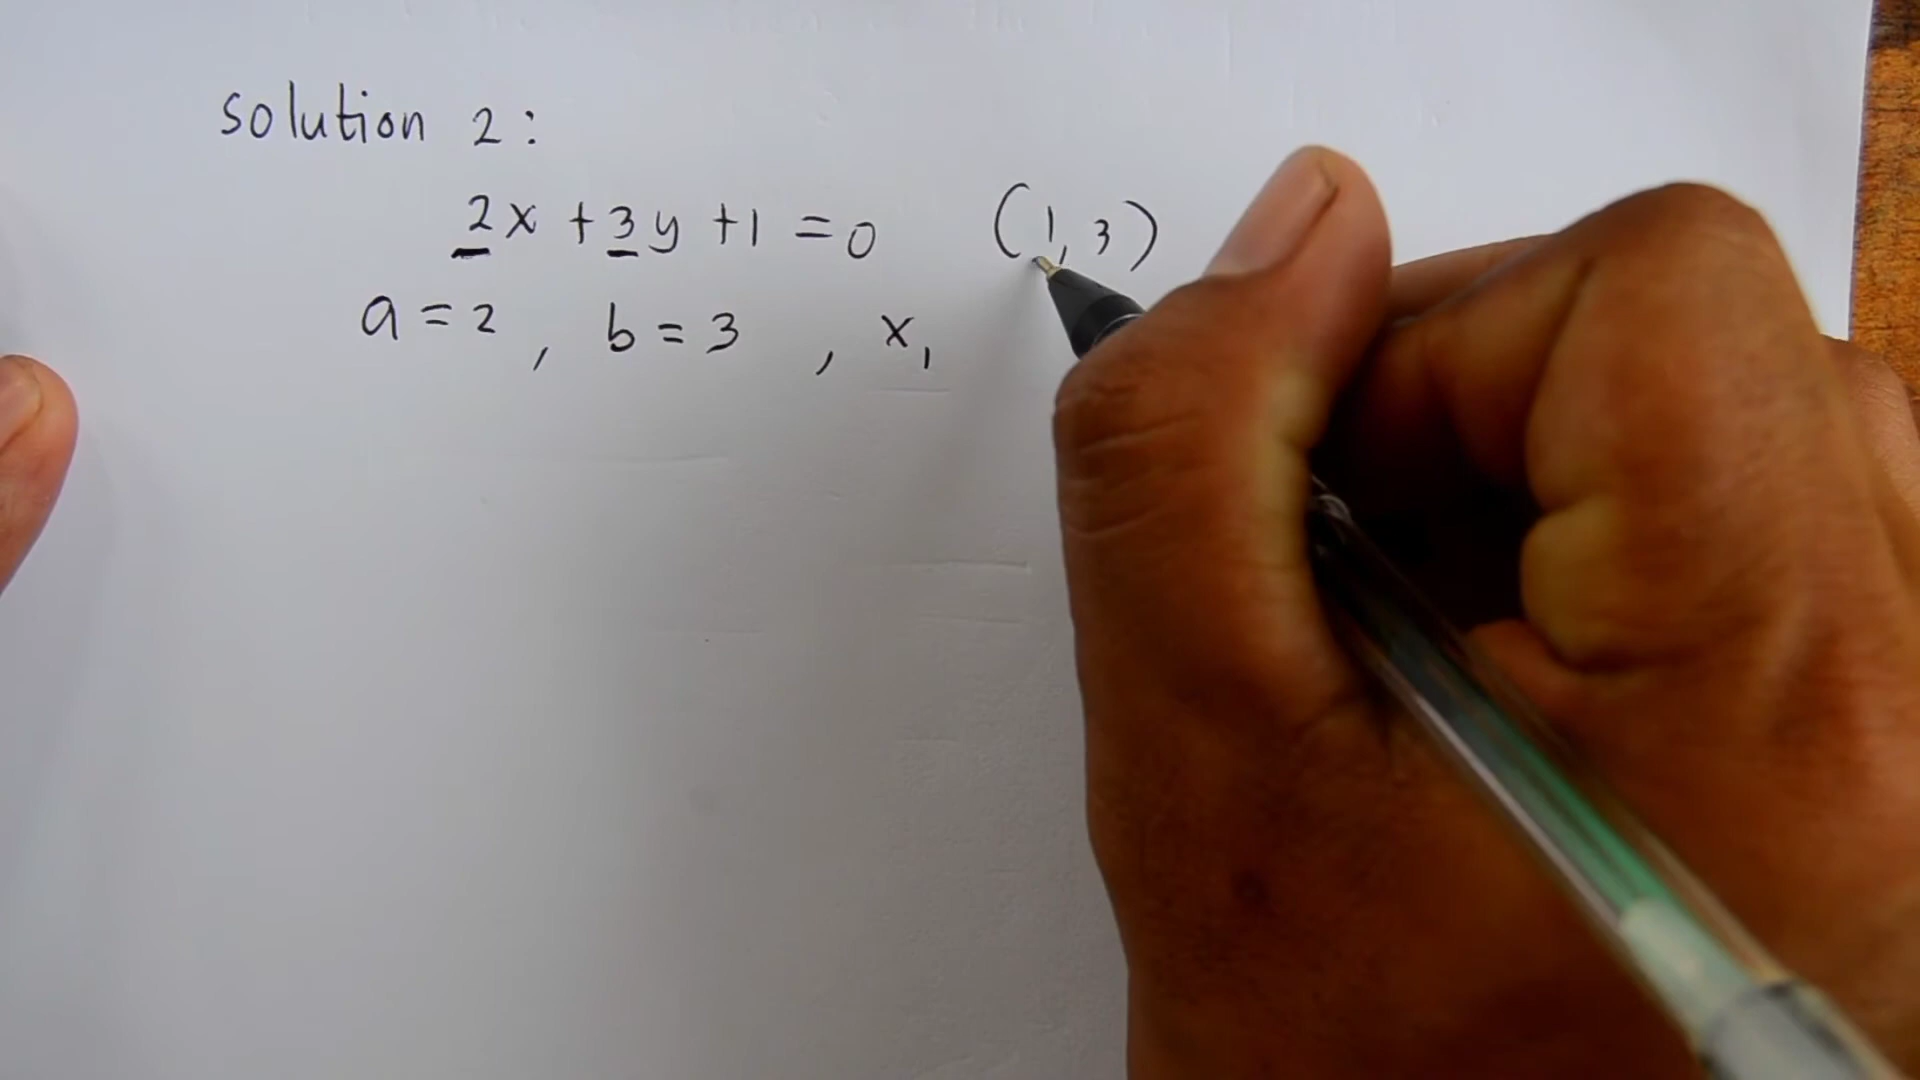 solution 2:
2x + 3y + 1 = 0 (1, 3)
a = 2 , b = 3 , x₁